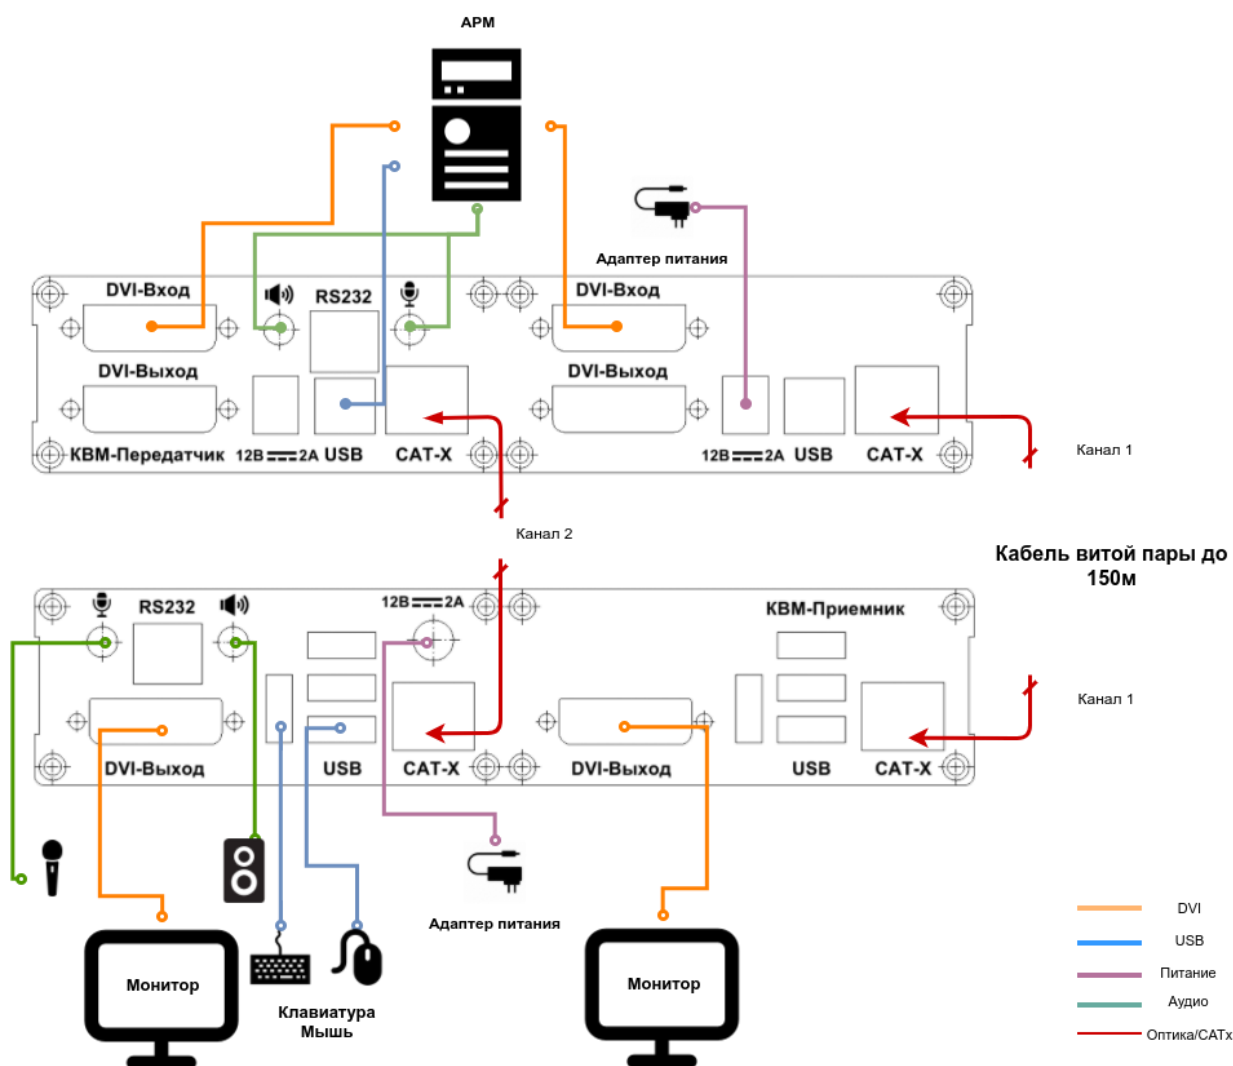 АРМ
Адаптер питания
DVI-Вход
RS232
DVI-Вход
DVI-Выход
DVI-Выход
КВМ-Передатчик
12В 2А
USB
CAT-X
12В 2А
USB
CAT-X
Канал 1
Канал 2
Кабель витой пары до
150м
RS232
12В 2А
КВМ-Приемник
Канал 1
DVI-Выход
USB
CAT-X
DVI-Выход
USB
CAT-X
Адаптер питания
Монитор
Клавиатура
Мышь
Монитор
DVI
USB
Питание
Аудио
Оптика/CATx